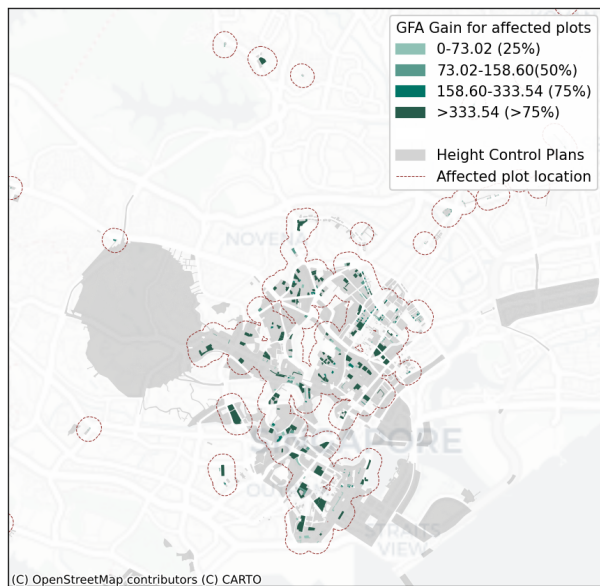 GFA Gain for affected plots
0-73.02 (25%)
73.02-158.60(50%)
158.60-333.54 (75%)
>333.54 (>75%)
Height Control Plans
Affected plot location
NOVENA
SINGAPORE
STRAITS
VIEW
(C) OpenStreetMap contributors (C) CARTO